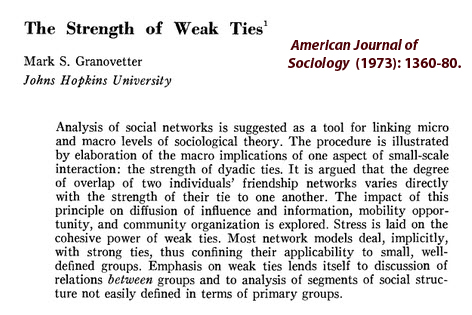 The Strength of Weak Ties¹
Mark S. Granovetter
Johns Hopkins University
American Journal of
Sociology (1973): 1360-80.
Analysis of social networks is suggested as a tool for linking micro
and macro levels of sociological theory. The procedure is illustrated
by elaboration of the macro implications of one aspect of small-scale
interaction: the strength of dyadic ties. It is argued that the degree
of overlap of two individuals' friendship networks varies directly
with the strength of their tie to one another. The impact of this
principle on diffusion of influence and information, mobility oppor-
tunity, and community organization is explored. Stress is laid on the
cohesive power of weak ties. Most network models deal, implicitly,
with strong ties, thus confining their applicability to small, well-
defined groups. Emphasis on weak ties lends itself to discussion of
relations between groups and to analysis of segments of social struc-
ture not easily defined in terms of primary groups.